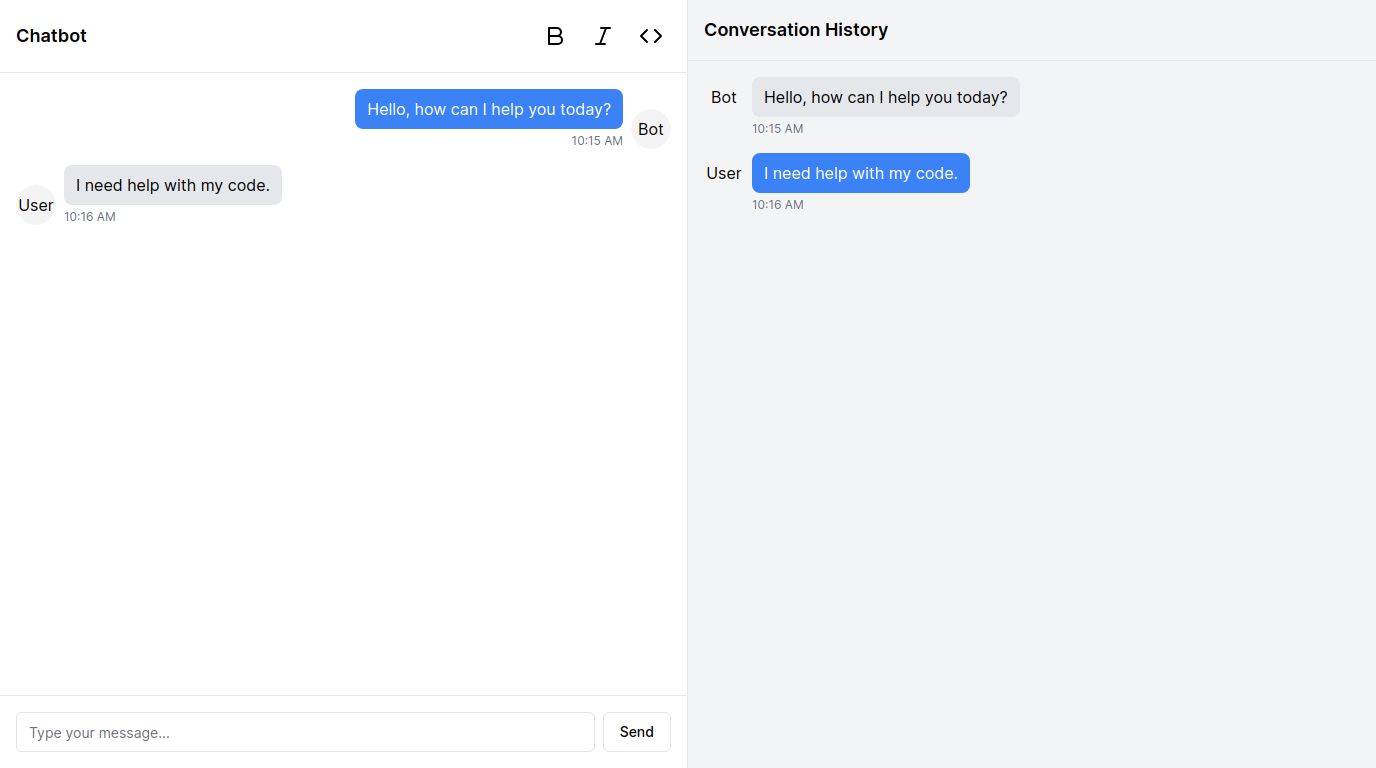 Chatbot
Hello, how can I help you today?
10:15 AM
Bot
I need help with my code.
User
10:16 AM
Type your message...
Send
Conversation History
Bot
Hello, how can I help you today?
10:15 AM
User
I need help with my code.
10:16 AM